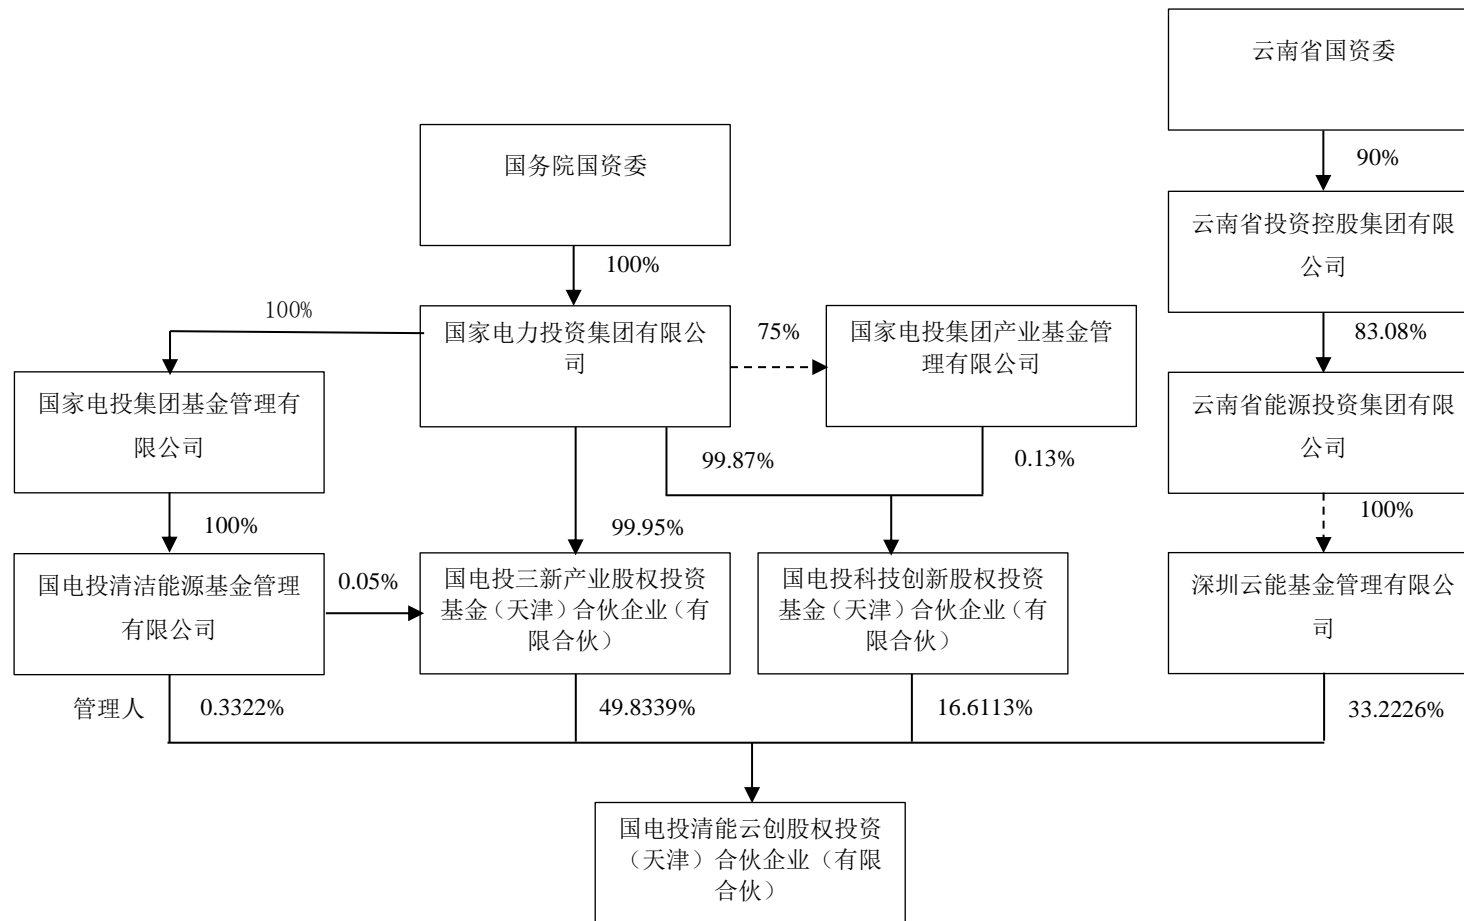 云南省国资委
90%
国务院国资委
云南省投资控股集团有限
公司
100%
100%
国家电力投资集团有限公
司
75%
国家电投集团产业基金管
理有限公司
83.08%
国家电投集团基金管理有
限公司
云南省能源投资集团有限
公司
99.87%
0.13%
100%
99.95%
100%
国电投清洁能源基金管理
有限公司
0.05%
国电投三新产业股权投资
基金（天津）合伙企业（有
限合伙）
国电投科技创新股权投资
基金（天津）合伙企业（有
限合伙）
深圳云能基金管理有限公
司
管理人
0.3322%
49.8339%
16.6113%
33.2226%
国电投清能云创股权投资
（天津）合伙企业（有限
合伙）